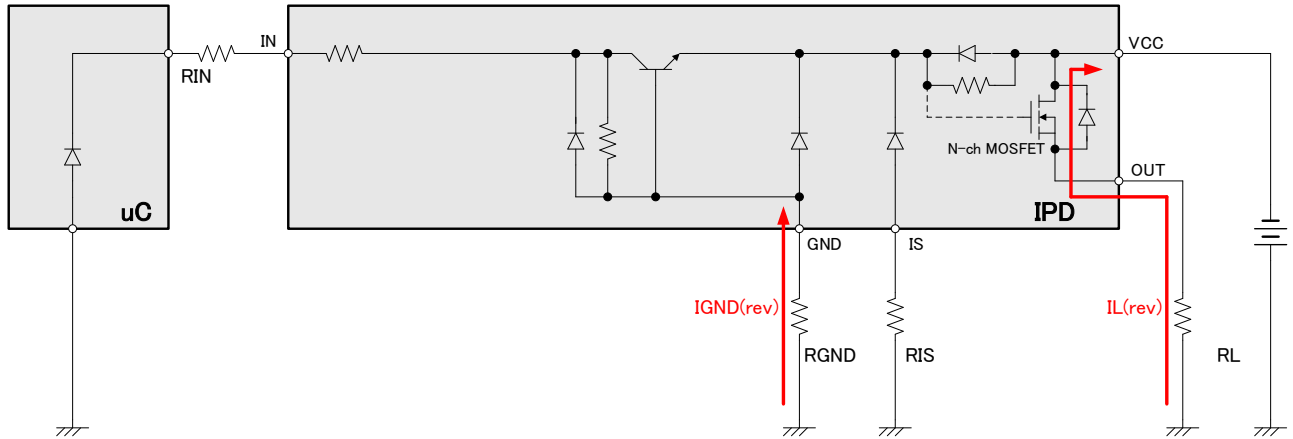 IN
VCC
RIN
N-ch MOSFET
OUT
uC
IPD
GND
IS
IGND(rev)
IL(rev)
RGND
RIS
RL